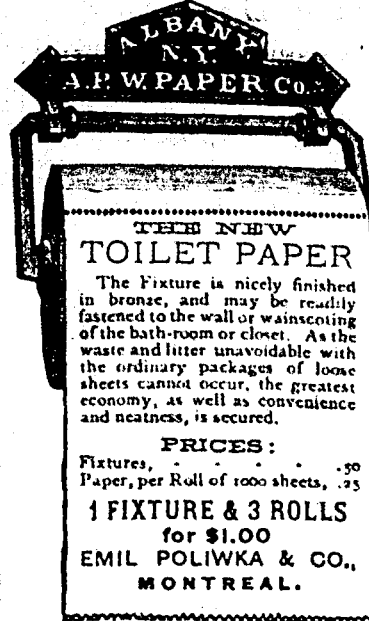 ALBANY
N.Y.
A.P.W. PAPER Co.
THE NEW
TOILET PAPER
The Fixture is nicely finished
in bronze, and may be readily
fastened to the wall or wainscoting
of the bath-room or closet. As the
waste and litter unavoidable with
the ordinary packages of loose
sheets cannot occur, the greatest
economy, as well as convenience
and neatness, is secured.
PRICES:
Fixtures, - - - - .50
Paper, per Roll of 1000 sheets, .25
1 FIXTURE & 3 ROLLS
for $1.00
EMIL POLIWKA & CO.,
MONTREAL.